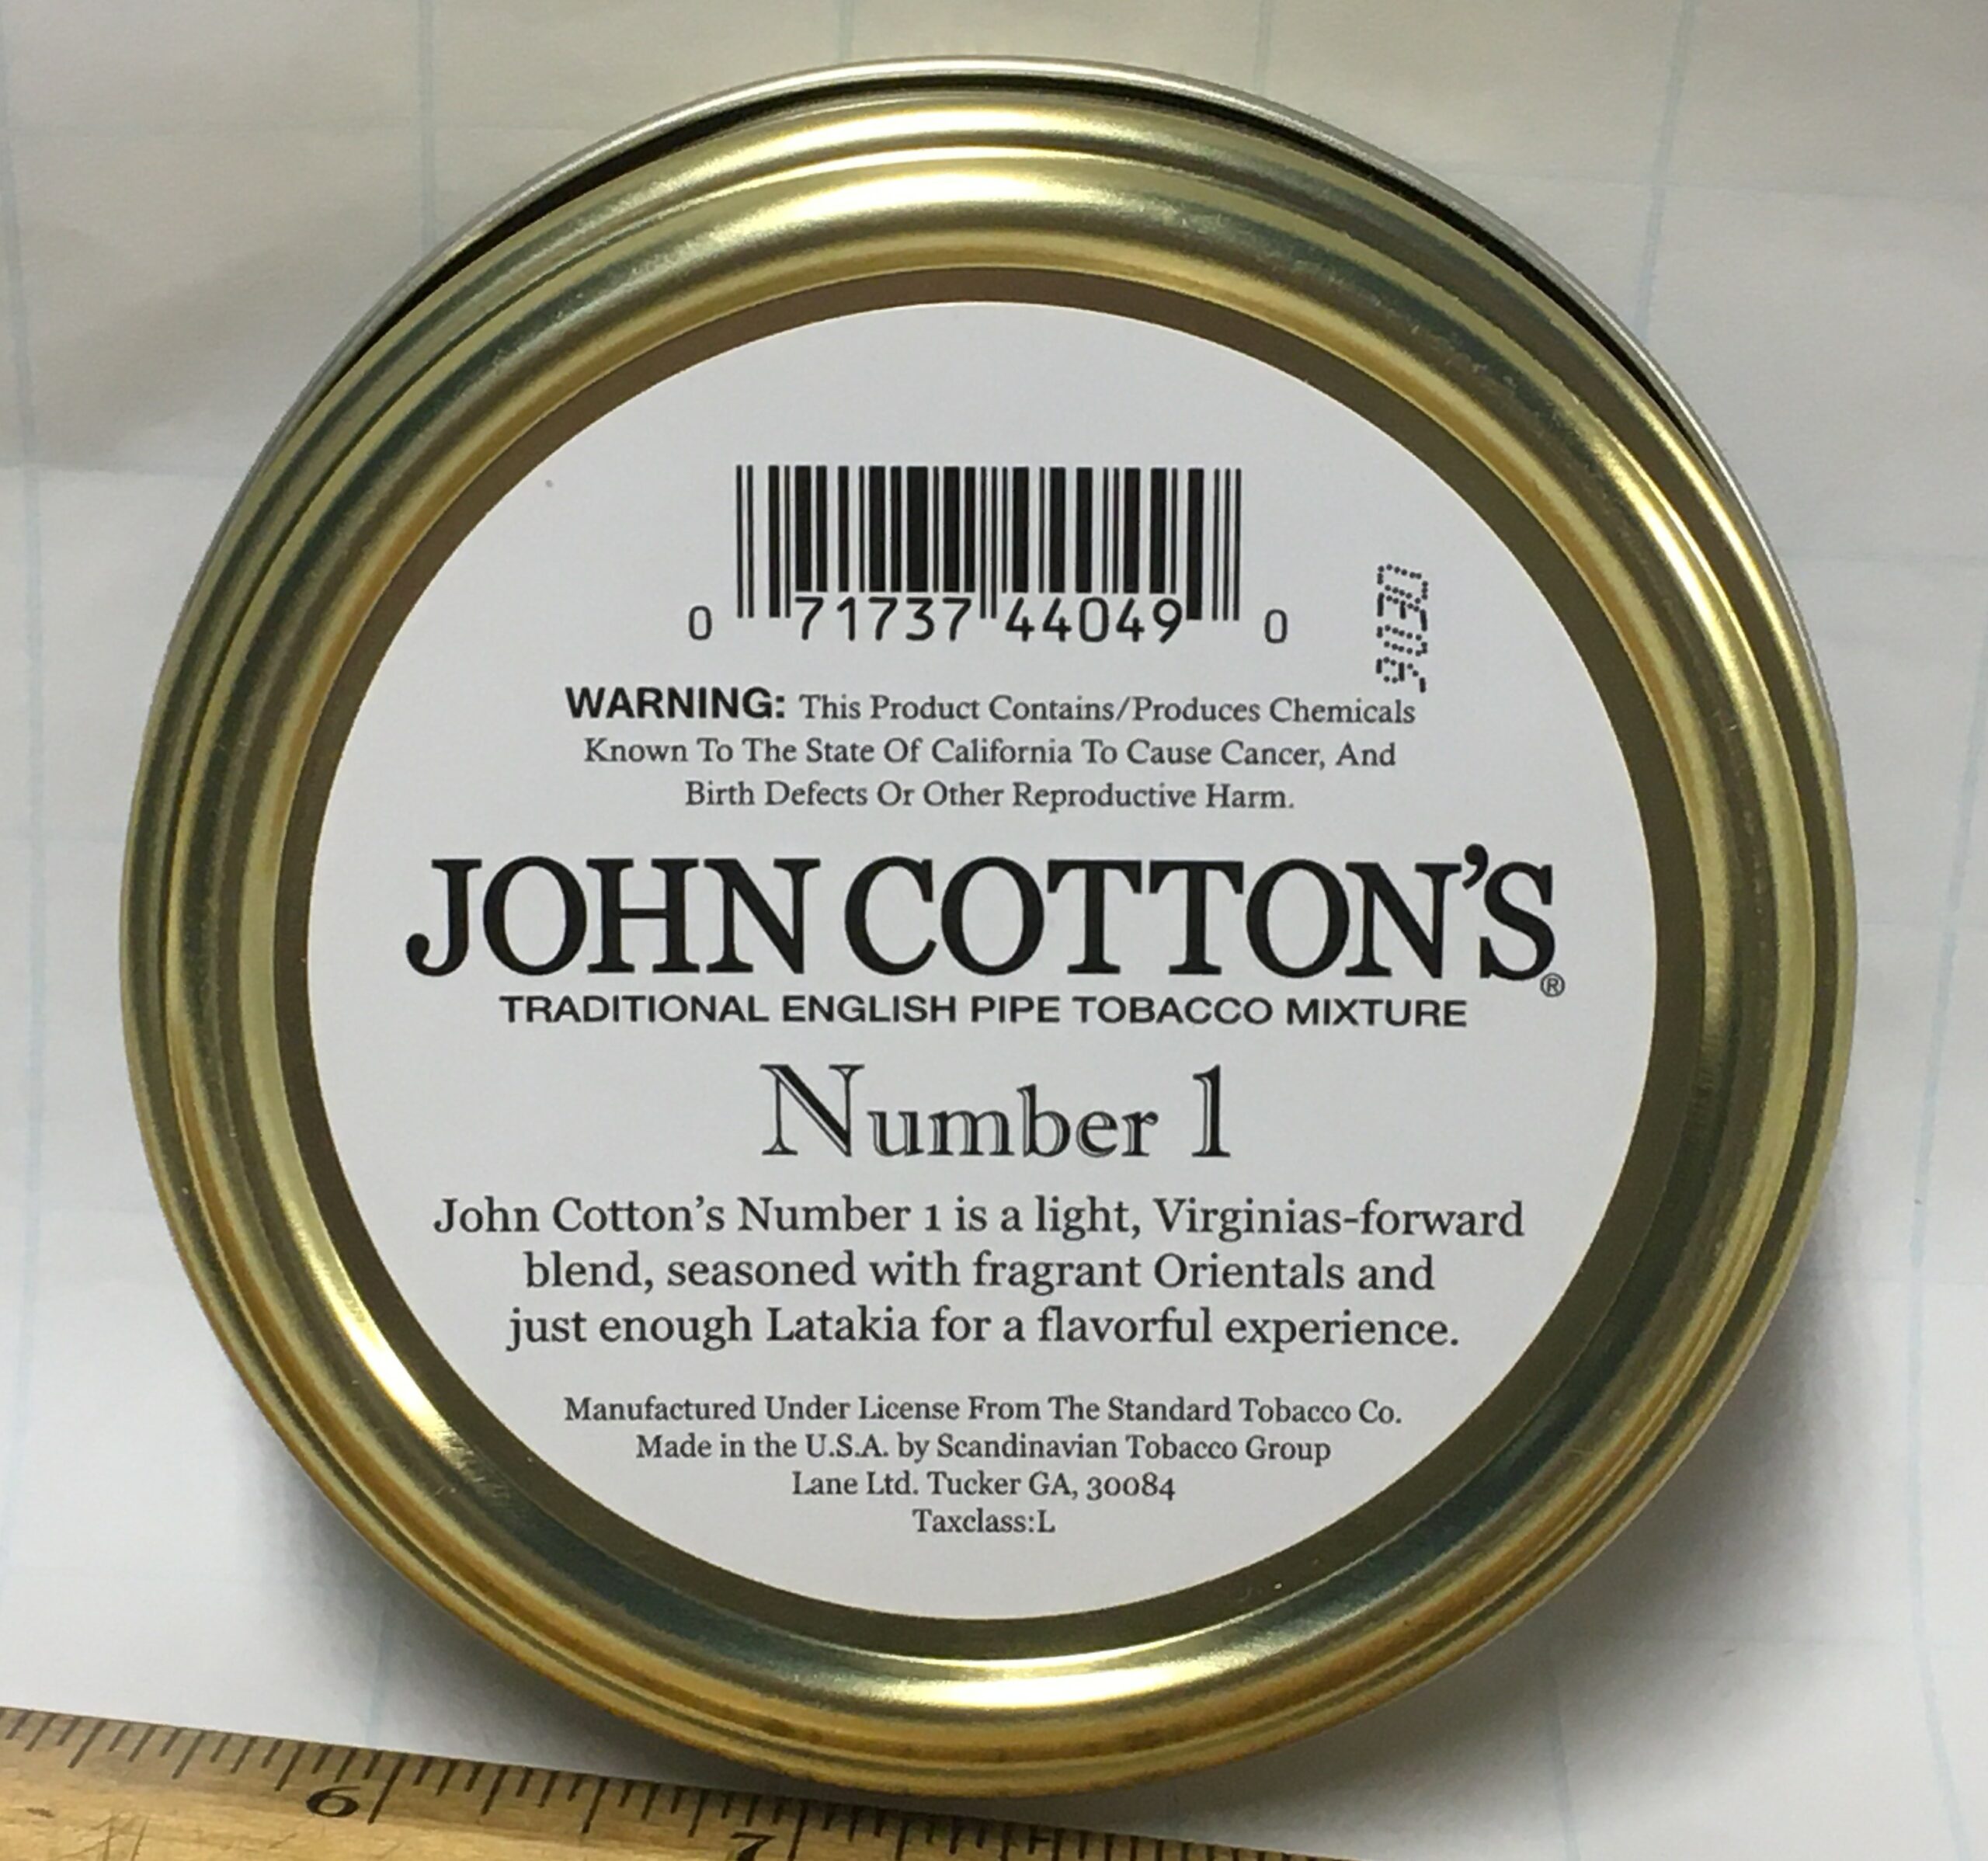 0 71737 44049 0
WARNING: This Product Contains/Produces Chemicals
Known To The State Of California To Cause Cancer, And
Birth Defects Or Other Reproductive Harm.
JOHN COTTON'S®
TRADITIONAL ENGLISH PIPE TOBACCO MIXTURE
Number 1
John Cotton's Number 1 is a light, Virginias-forward
blend, seasoned with fragrant Orientals and
just enough Latakia for a flavorful experience.
Manufactured Under License From The Standard Tobacco Co.
Made in the U.S.A. by Scandinavian Tobacco Group
Lane Ltd. Tucker GA, 30084
Taxclass:L
6
7